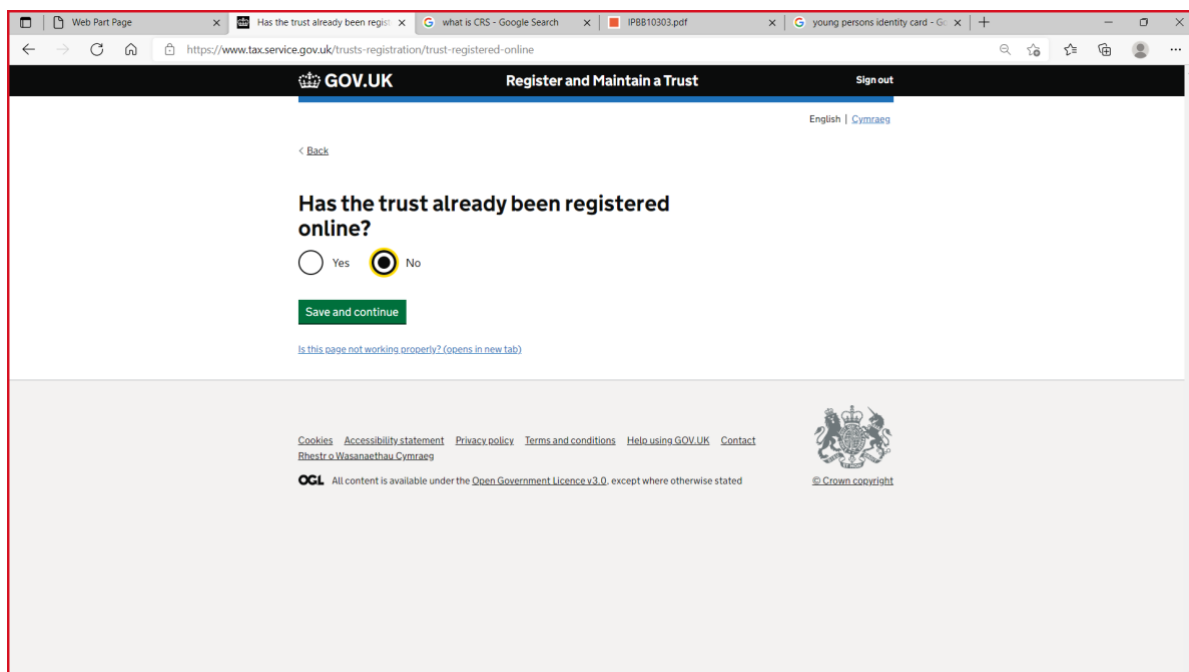 Web Part Page
Has the trust already been regist
what is CRS - Google Search
IPBB10303.pdf
young persons identity card - Go
https://www.tax.service.gov.uk/trusts-registration/trust-registered-online
GOV.UK
Register and Maintain a Trust
Sign out
English | Cymraeg
< Back
Has the trust already been registered
online?
Yes
No
Save and continue
Is this page not working properly? (opens in new tab)
Cookies Accessibility statement Privacy policy Terms and conditions Help using GOV.UK Contact
Rhestr o Wasanaethau Cymraeg
OGL All content is available under the Open Government Licence v3.0, except where otherwise stated
© Crown copyright